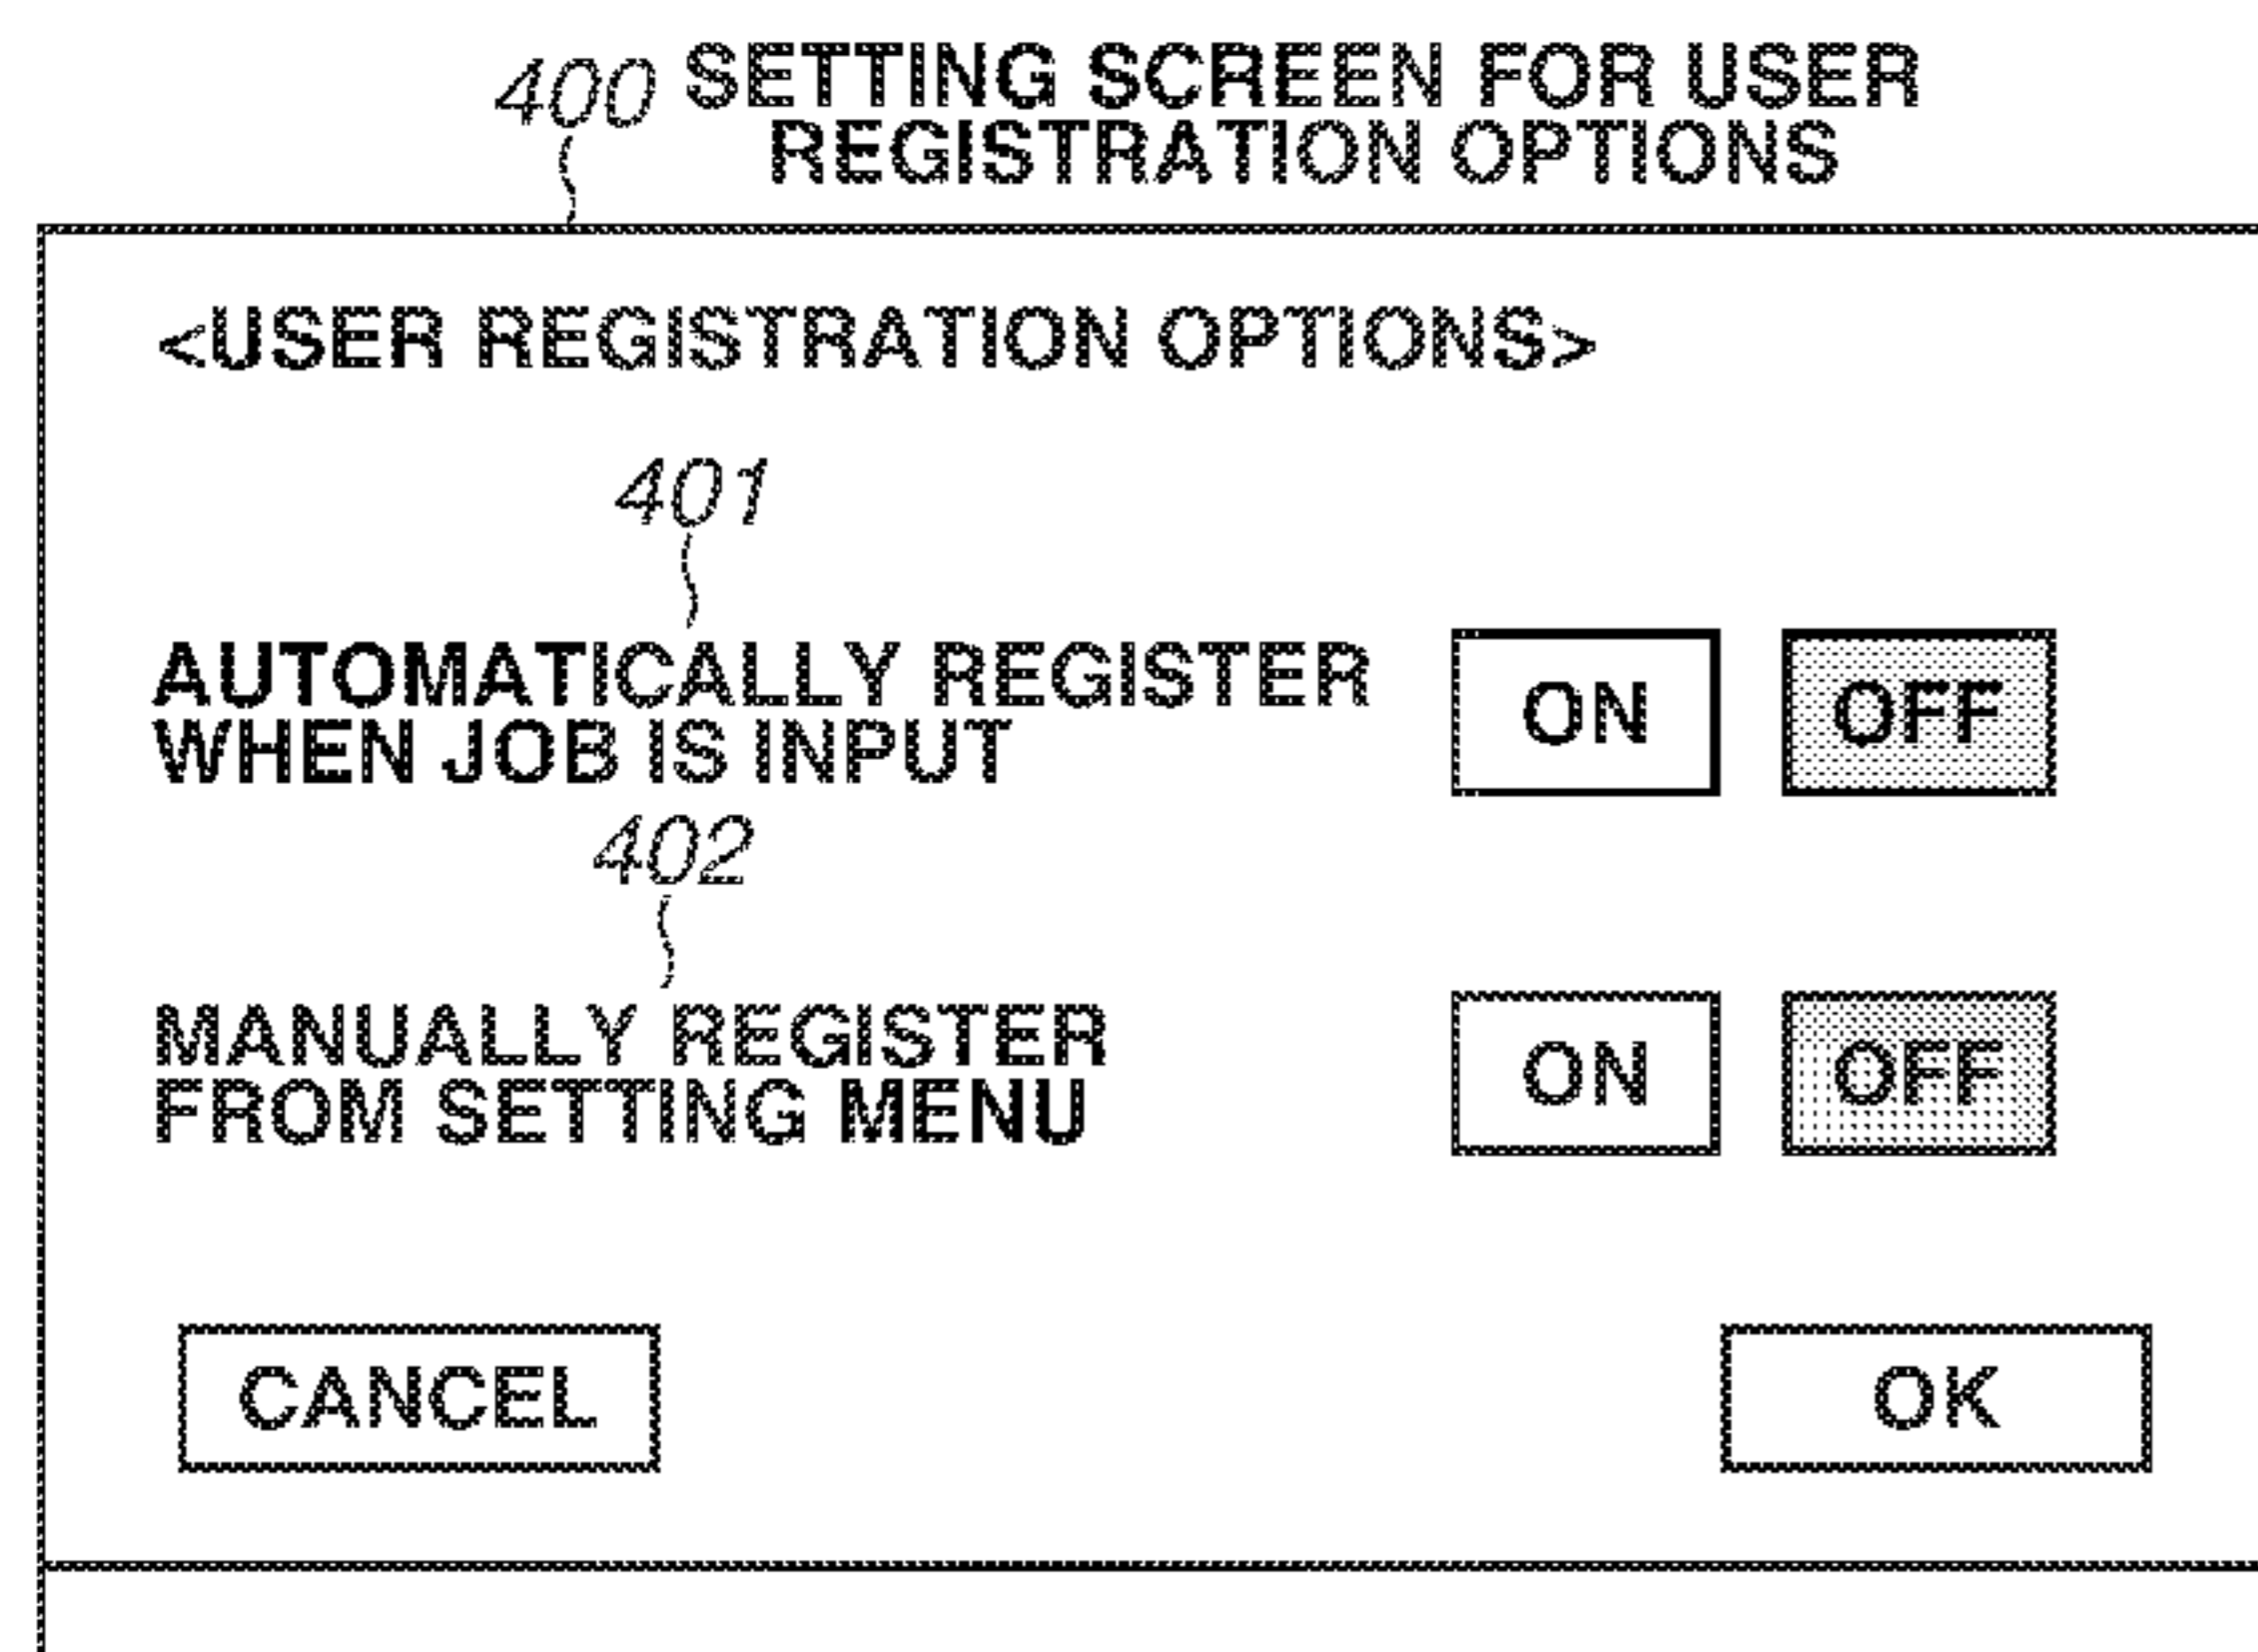 400 SETTING SCREEN FOR USER
REGISTRATION OPTIONS
<USER REGISTRATION OPTIONS>
401
AUTOMATICALLY REGISTER ON OFF
WHEN JOB IS INPUT
402
MANUALLY REGISTER ON OFF
FROM SETTING MENU
CANCEL OK